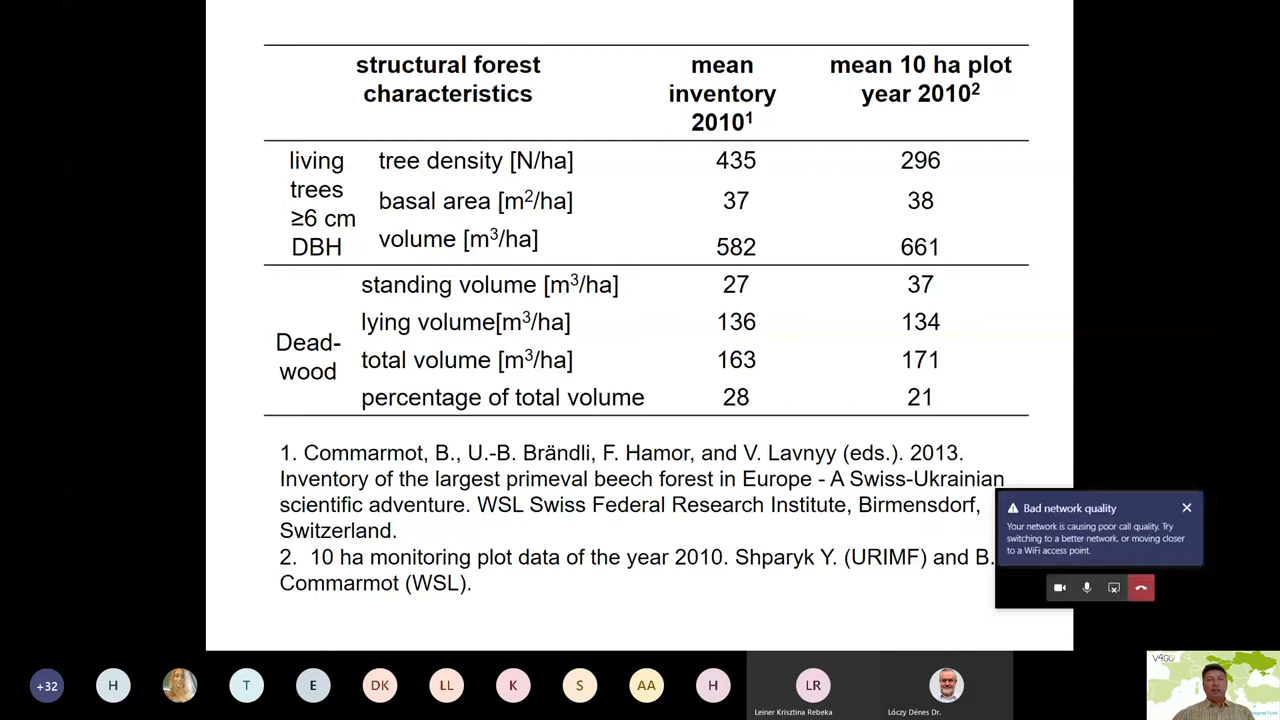 structural forest characteristics
mean inventory 2010¹
mean 10 ha plot year 2010²
living trees ≥6 cm DBH
tree density [N/ha] 435 296
basal area [m²/ha] 37 38
volume [m³/ha] 582 661
Dead-wood
standing volume [m³/ha] 27 37
lying volume[m³/ha] 136 134
total volume [m³/ha] 163 171
percentage of total volume 28 21
1. Commarmot, B., U.-B. Brändli, F. Hamor, and V. Lavnyy (eds.). 2013.
Inventory of the largest primeval beech forest in Europe - A Swiss-Ukrainian
scientific adventure. WSL Swiss Federal Research Institute, Birmensdorf,
Switzerland.
2. 10 ha monitoring plot data of the year 2010. Shparyk Y. (URIMF) and B.
Commarmot (WSL).
Bad network quality
Your network is causing poor call quality. Try
switching to a better network, or moving closer
to a WiFi access point.
+32 H T E DK LL K S AA H LR
Leiner Krisztina Rebeka
Lóczy Dénes Dr.